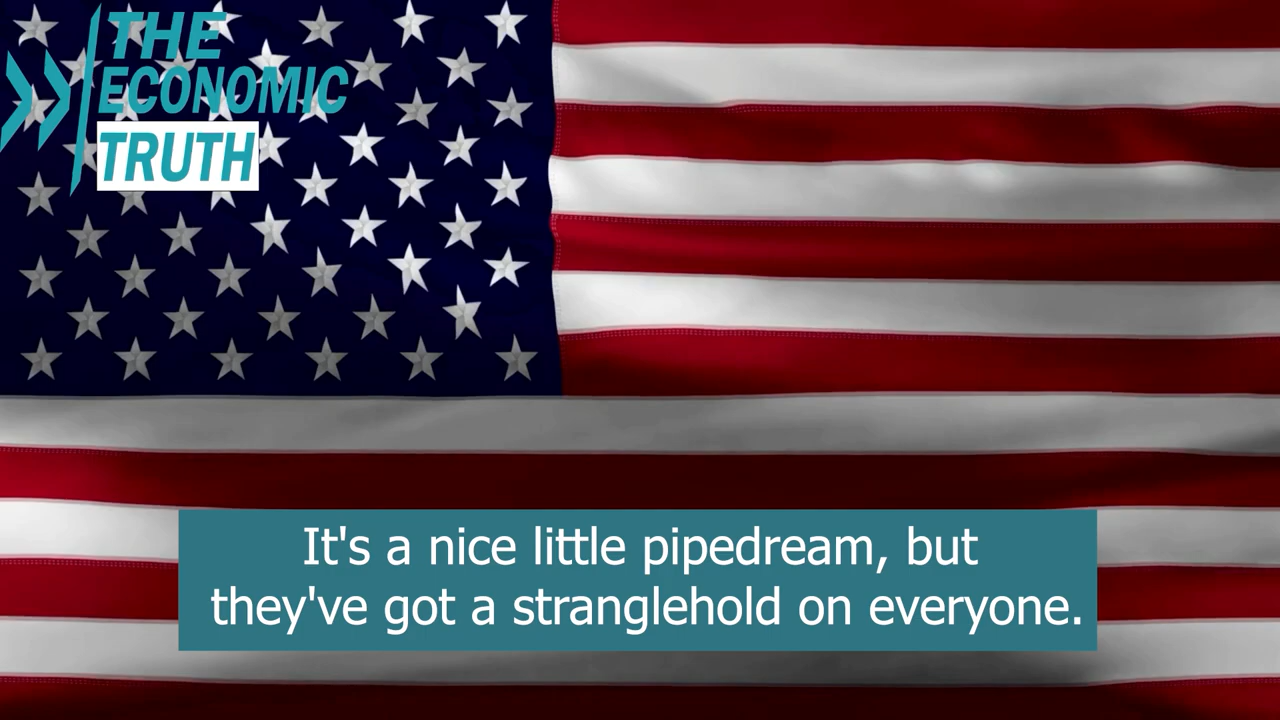 THE
ECONOMIC
TRUTH
It's a nice little pipedream, but
they've got a stranglehold on everyone.